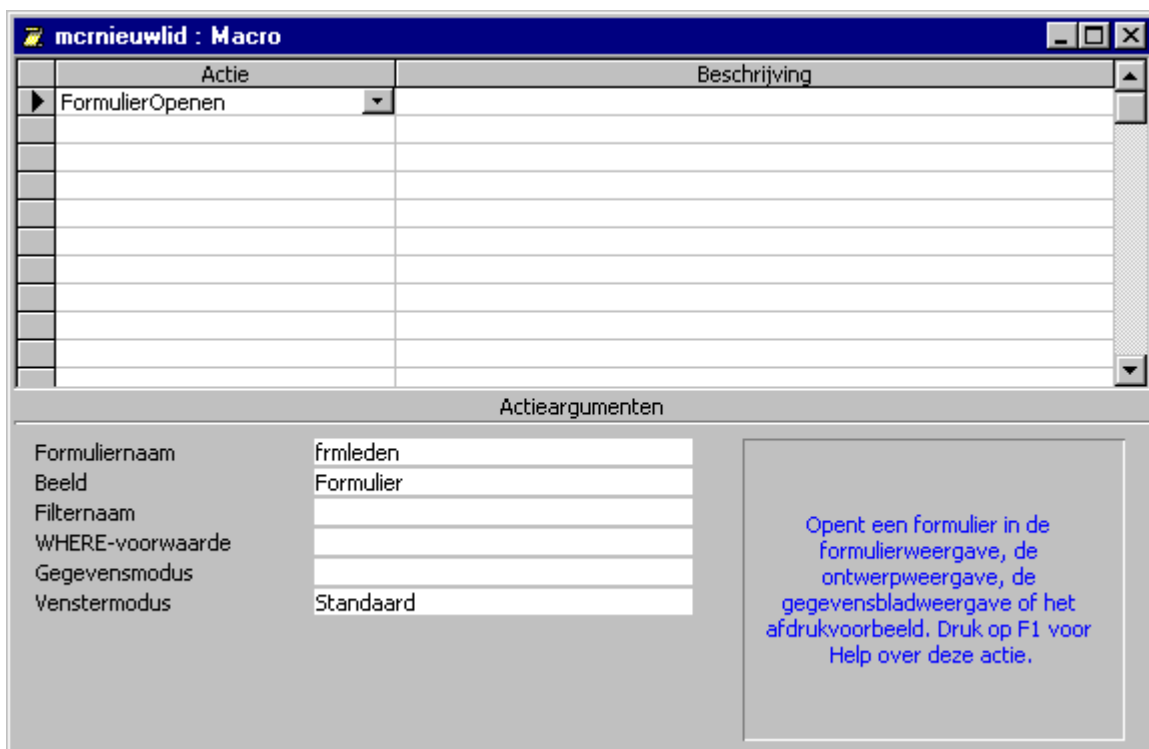 mcrnieuwlid : Macro
Actie Beschrijving
FormulierOpenen
Actieargumenten
Formuliernaam frmleden
Beeld Formulier
Filternaam
WHERE-voorwaarde
Gegevensmodus
Venstermodus Standaard
Opent een formulier in de
formulierweergave, de
ontwerpweergave, de
gegevensbladweergave of het
afdrukvoorbeeld. Druk op F1 voor
Help over deze actie.